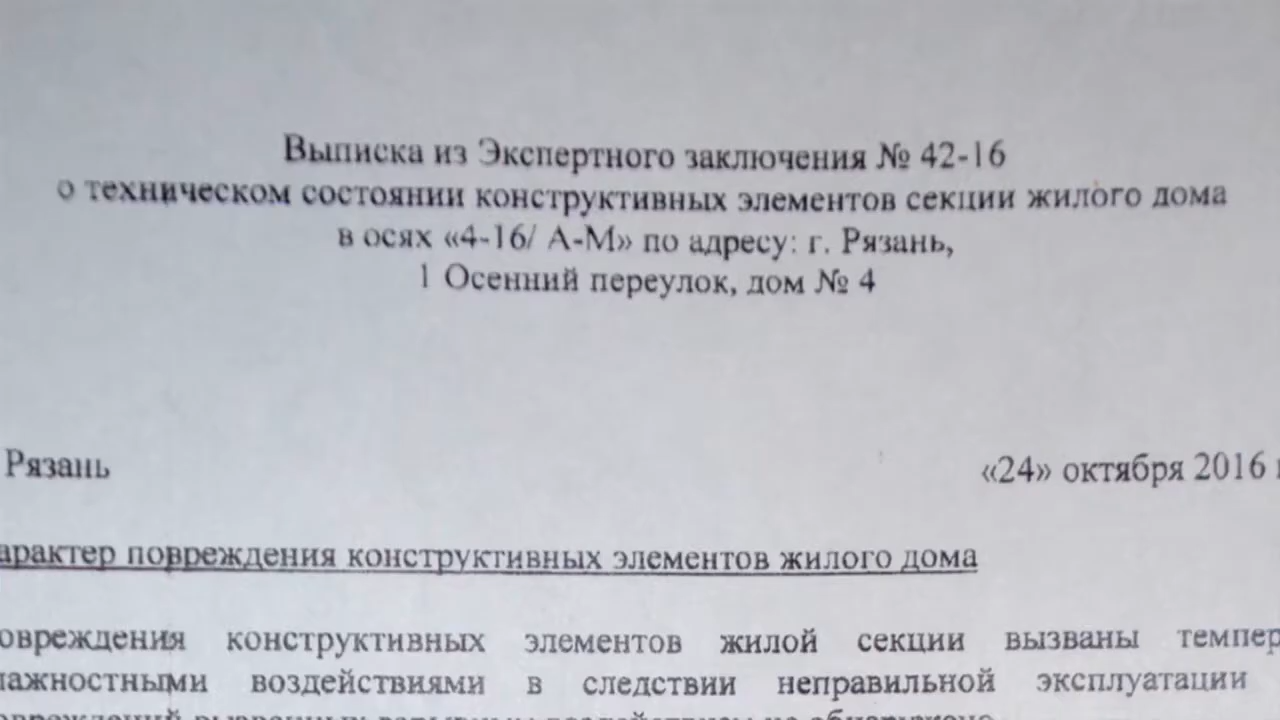 Выписка из Экспертного заключения № 42-16
о техническом состоянии конструктивных элементов секции жилого дома
в осях «4-16/ А-М» по адресу: г. Рязань,
1 Осенний переулок, дом № 4
Рязань «24» октября 2016 г
арактер повреждения конструктивных элементов жилого дома
овреждения конструктивных элементов жилой секции вызваны темпер
лажностными воздействиями в следствии неправильной эксплуатации